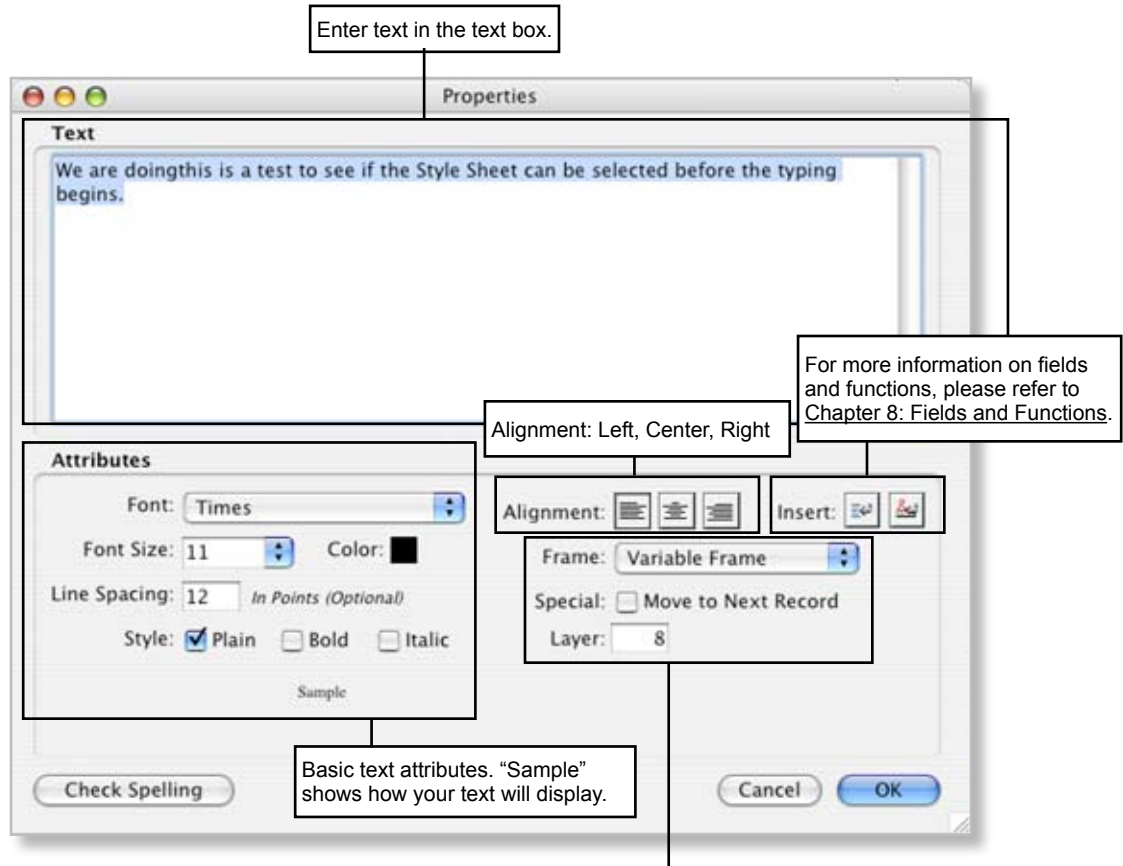 Enter text in the text box.
Properties
Text
We are doingthis is a test to see if the Style Sheet can be selected before the typing
begins.
For more information on fields
and functions, please refer to
Chapter 8: Fields and Functions.
Alignment: Left, Center, Right
Attributes
Font: Times
Font Size: 11 Color:
Line Spacing: 12 In Points (Optional)
Style: Plain Bold Italic
Sample
Alignment: Insert:
Frame: Variable Frame
Special: Move to Next Record
Layer: 8
Basic text attributes. “Sample”
shows how your text will display.
Check Spelling Cancel OK